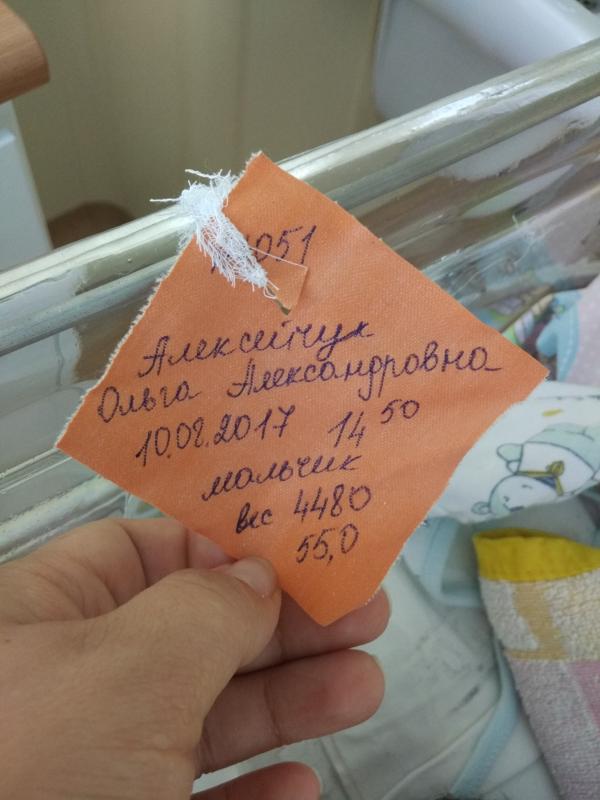 051
Алексейчук
Ольга Александровна
10.08.2017 14 50
мальчик
вес 4480
55,0